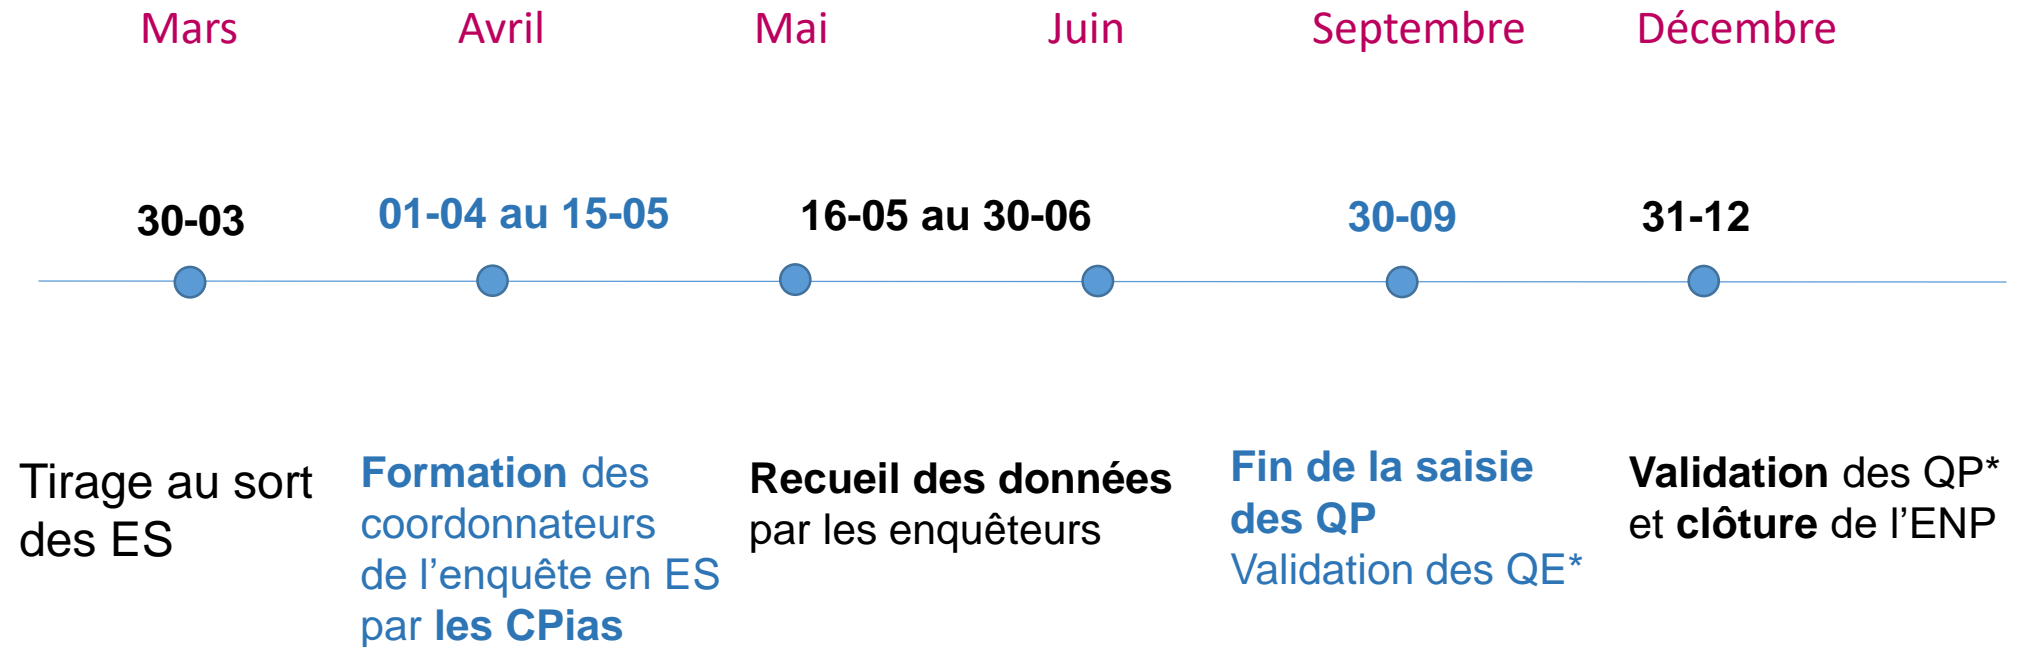 Mars
Avril
Mai
Juin
Septembre
Décembre
30-03
01-04 au 15-05
16-05 au 30-06
30-09
31-12
Tirage au sort
des ES
Formation des
coordonnateurs
de l’enquête en ES
par les CPias
Recueil des données
par les enquêteurs
Fin de la saisie
des QP
Validation des QE*
Validation des QP*
et clôture de l’ENP